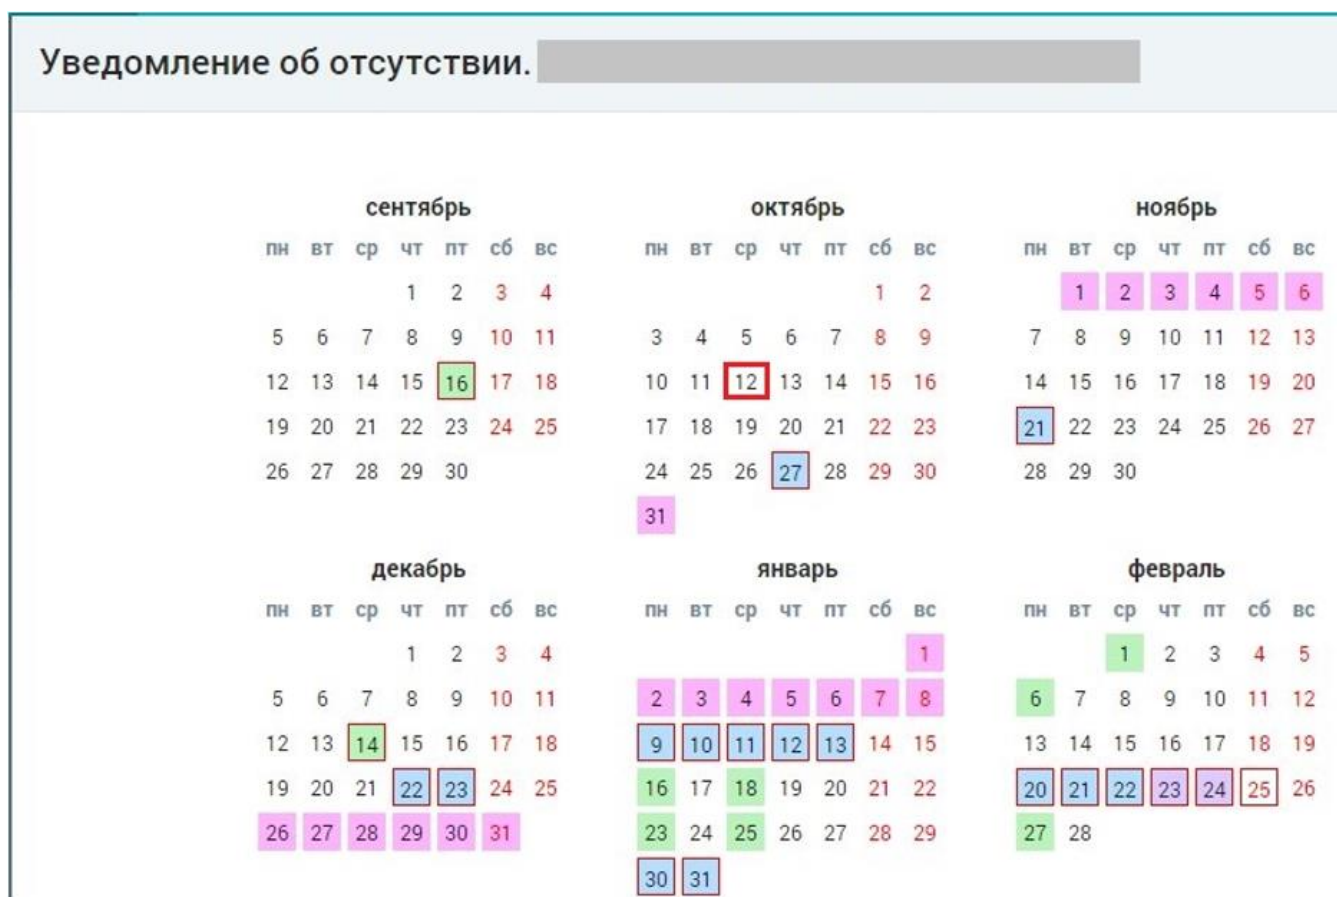 Уведомление об отсутствии.
сентябрь октябрь ноябрь
пн вт ср чт пт сб вс пн вт ср чт пт сб вс пн вт ср чт пт сб вс
1 2 3 4 1 2 1 2 3 4 5 6
5 6 7 8 9 10 11 3 4 5 6 7 8 9 7 8 9 10 11 12 13
12 13 14 15 16 17 18 10 11 12 13 14 15 16 14 15 16 17 18 19 20
19 20 21 22 23 24 25 17 18 19 20 21 22 23 21 22 23 24 25 26 27
26 27 28 29 30 24 25 26 27 28 29 30 28 29 30
31
декабрь январь февраль
пн вт ср чт пт сб вс пн вт ср чт пт сб вс пн вт ср чт пт сб вс
1 2 3 4 1 1 2 3 4 5
5 6 7 8 9 10 11 2 3 4 5 6 7 8 6 7 8 9 10 11 12
12 13 14 15 16 17 18 9 10 11 12 13 14 15 13 14 15 16 17 18 19
19 20 21 22 23 24 25 16 17 18 19 20 21 22 20 21 22 23 24 25 26
26 27 28 29 30 31 23 24 25 26 27 28 29 27 28
30 31